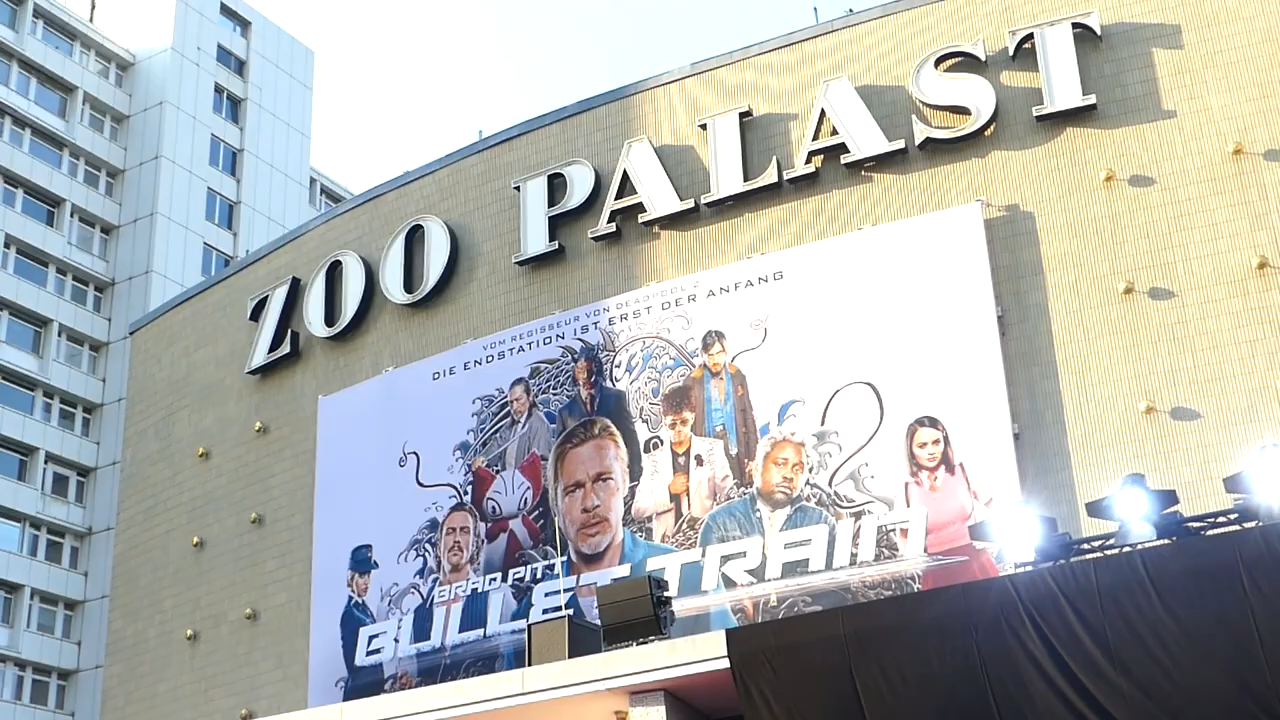 ZOO PALAST
VOM REGISSEUR VON DEADPOOL 2
DIE ENDSTATION IST ERST DER ANFANG
BRAD PITT
BULLET TRAIN